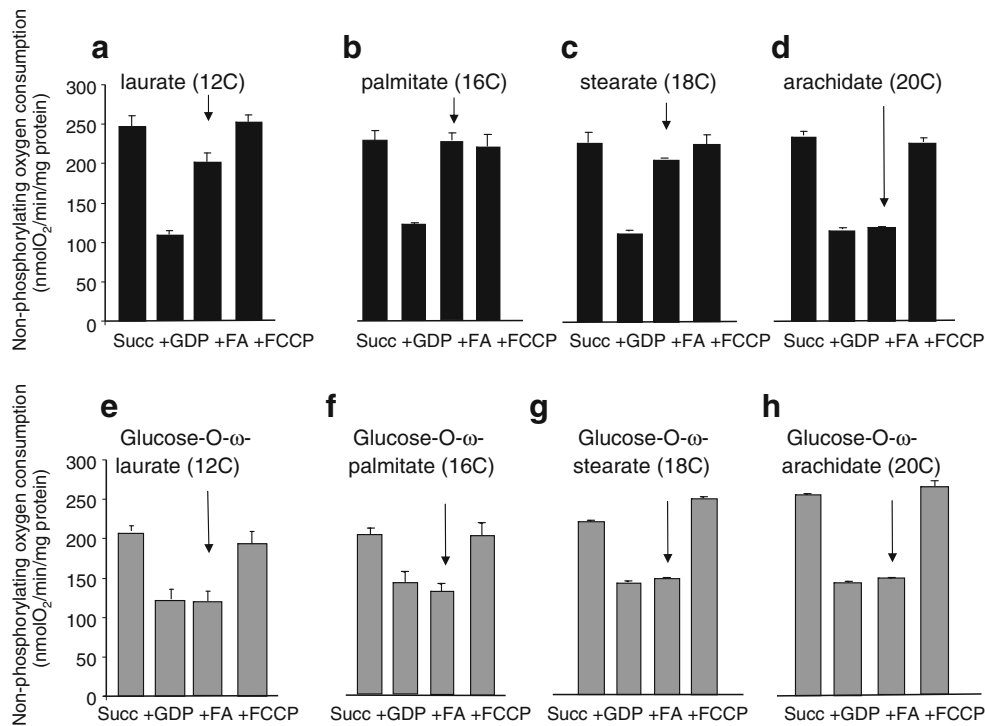 a
b
c
d
laurate (12C)
palmitate (16C)
stearate (18C)
arachidate (20C)
Non-phosphorylating oxygen consumption
(nmolO₂/min/mg protein)
300
250
200
150
100
50
0
Succ +GDP +FA +FCCP
Succ +GDP +FA +FCCP
Succ +GDP +FA +FCCP
Succ +GDP +FA +FCCP
e
f
g
h
Glucose-O-ω-
laurate (12C)
Glucose-O-ω-
palmitate (16C)
Glucose-O-ω-
stearate (18C)
Glucose-O-ω-
arachidate (20C)
Non-phosphorylating oxygen consumption
(nmolO₂/min/mg protein)
300
250
200
150
100
50
0
Succ +GDP +FA +FCCP
Succ +GDP +FA +FCCP
Succ +GDP +FA +FCCP
Succ +GDP +FA +FCCP